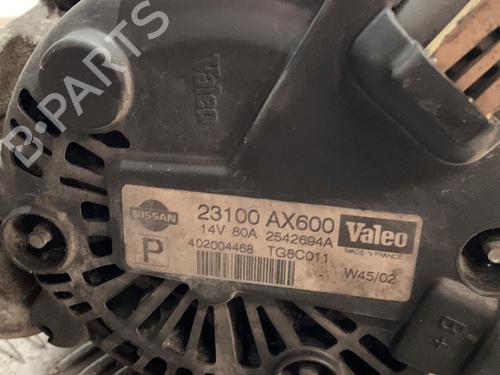 B-PARTS
Valeo
NISSAN
23100 AX600
14V 80A 2542694A
Valeo
MADE IN FRANCE
P
402004468 TG8C011
W45/02
B+